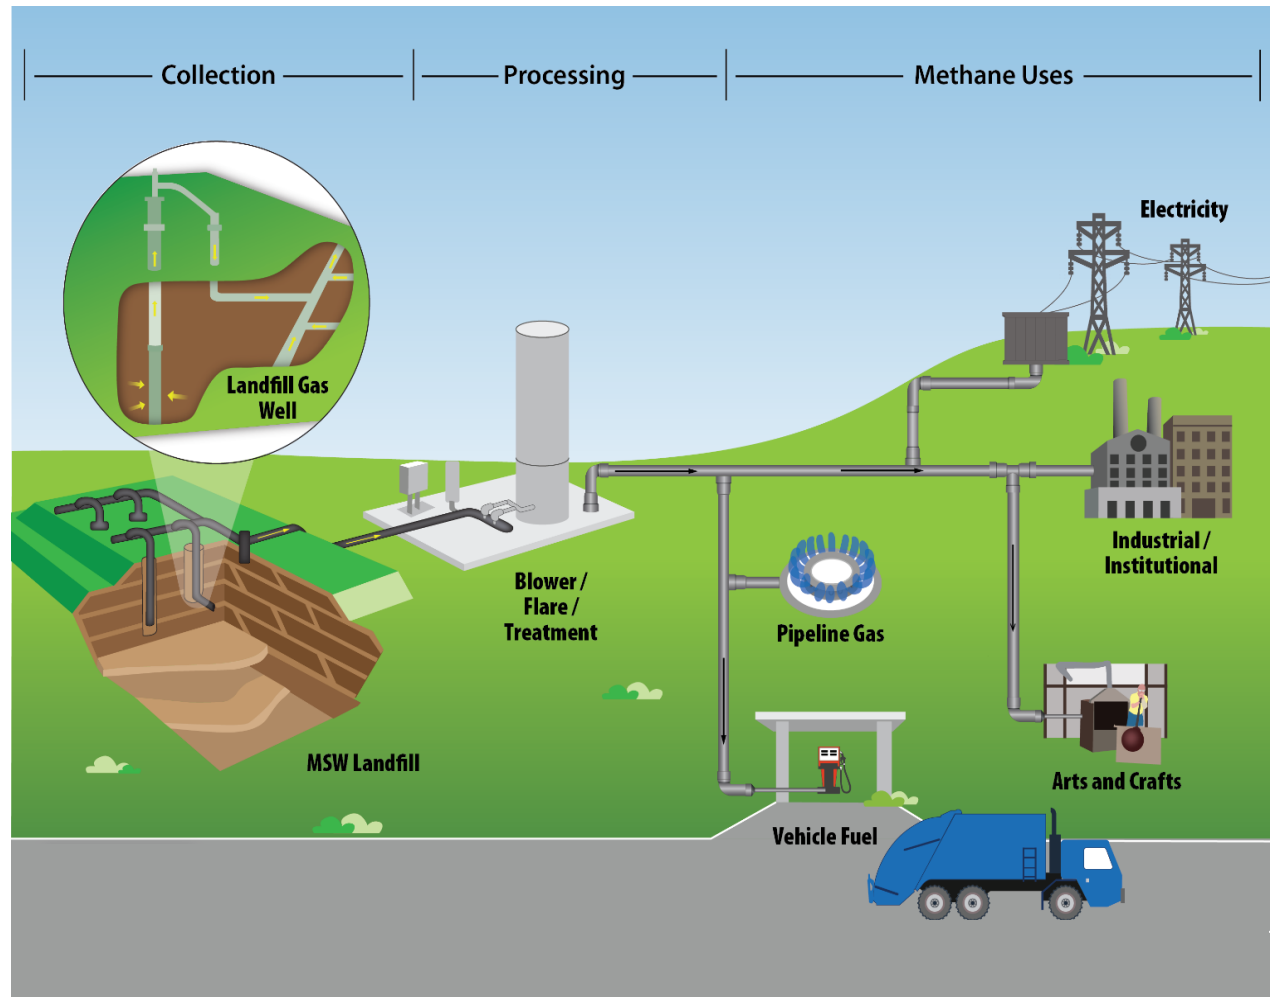 Collection
Processing
Methane Uses
Electricity
Landfill Gas
Well
Industrial /
Institutional
Blower /
Flare /
Treatment
Pipeline Gas
MSW Landfill
Arts and Crafts
Vehicle Fuel